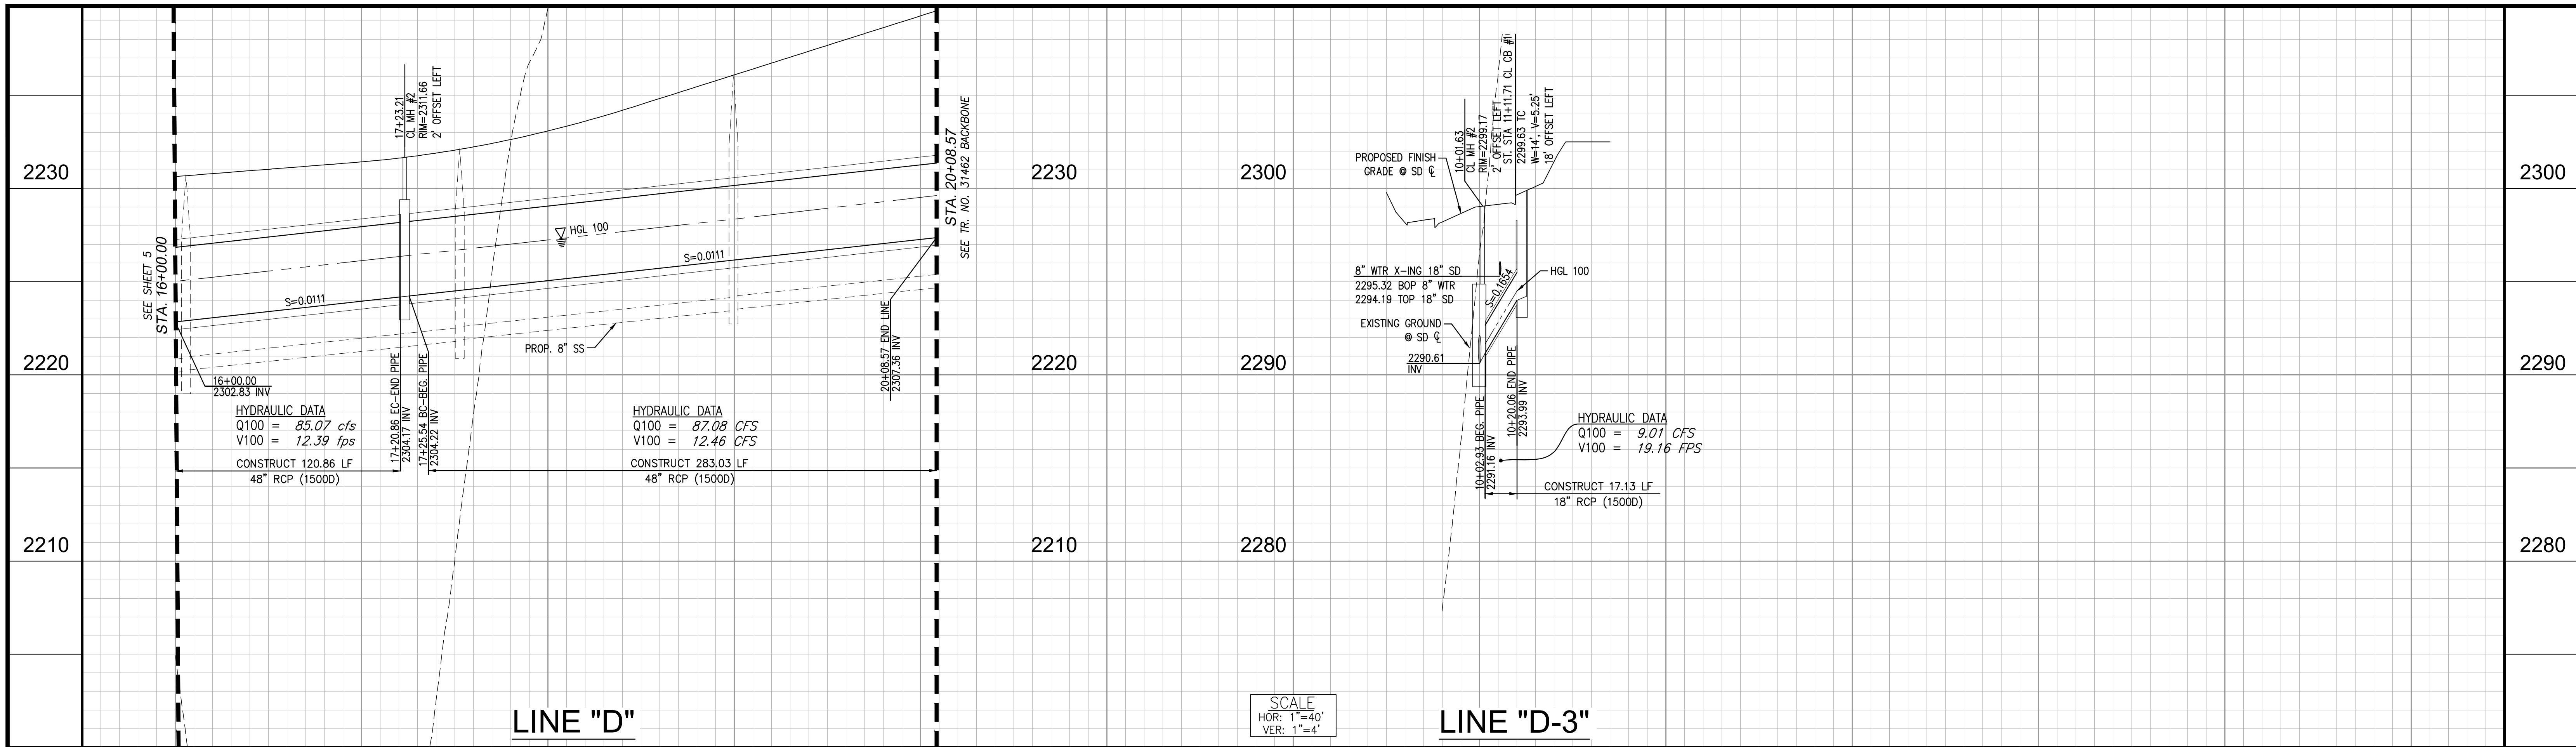 2230
2220
2210
SEE SHEET 5
STA. 16+00.00
17+23.21
CL MH #2
RIM=2311.66
2' OFFSET LEFT
HGL 100
S=0.0111
S=0.0111
PROP. 8" SS
16+00.00
2302.83 INV
HYDRAULIC DATA
Q100 = 85.07 cfs
V100 = 12.39 fps
CONSTRUCT 120.86 LF
48" RCP (1500D)
17+20.86 EC-END PIPE
2304.17 INV
17+25.54 BC-BEG. PIPE
2304.22 INV
HYDRAULIC DATA
Q100 = 87.08 CFS
V100 = 12.46 CFS
CONSTRUCT 283.03 LF
48" RCP (1500D)
20+08.57 END LINE
2307.36 INV
STA. 20+08.57
SEE TR. NO. 31462 BACKBONE
LINE "D"
2230
2220
2210
2300
2290
2280
PROPOSED FINISH
GRADE @ SD ℄
10+01.63
CL MH #2
RIM=2299.17
2' OFFSET LEFT
ST. STA 11+11.71 CL CB #1
2299.63 TC
W=14', V=5.25'
18' OFFSET LEFT
8" WTR X-ING 18" SD
2295.32 BOP 8" WTR
2294.19 TOP 18" SD
S=0.1654
HGL 100
EXISTING GROUND
@ SD ℄
2290.61
INV
10+02.93 BEG. PIPE
2291.16 INV
10+20.06 END PIPE
2293.99 INV
HYDRAULIC DATA
Q100 = 9.01 CFS
V100 = 19.16 FPS
CONSTRUCT 17.13 LF
18" RCP (1500D)
SCALE
HOR: 1"=40'
VER: 1"=4'
LINE "D-3"
2300
2290
2280